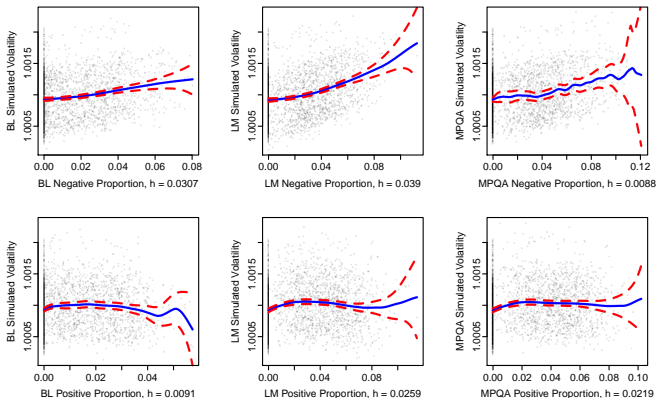 BL Simulated Volatility
1.0005 1.0015
0.00 0.02 0.04 0.06 0.08
BL Negative Proportion, h = 0.0307
LM Simulated Volatility
1.0005 1.0015
0.00 0.04 0.08
LM Negative Proportion, h = 0.039
MPQA Simulated Volatility
1.0005 1.0015
0.00 0.04 0.08 0.12
MPQA Negative Proportion, h = 0.0088
BL Simulated Volatility
1.0005 1.0015
0.00 0.02 0.04
BL Positive Proportion, h = 0.0091
LM Simulated Volatility
1.0005 1.0015
0.00 0.04 0.08
LM Positive Proportion, h = 0.0259
MPQA Simulated Volatility
1.0005 1.0015
0.00 0.02 0.04 0.06 0.08 0.10
MPQA Positive Proportion, h = 0.0219